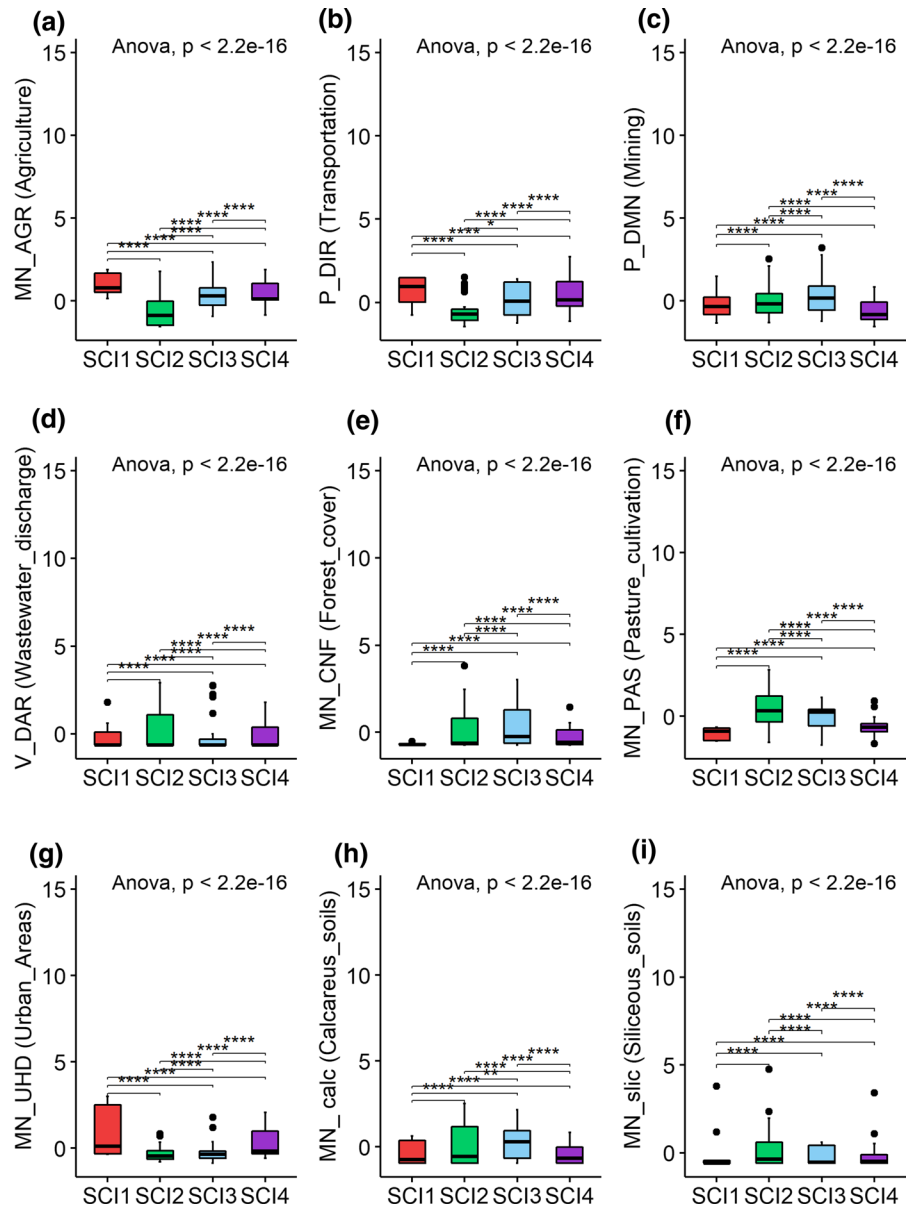 (a)
Anova, p < 2.2e-16
MN_AGR (Agriculture)
15
10
5
0
****
****
****
****
****
****
SCI1 SCI2 SCI3 SCI4
(b)
Anova, p < 2.2e-16
P_DIR (Transportation)
15
10
5
0
****
****
****
*
****
****
SCI1 SCI2 SCI3 SCI4
(c)
Anova, p < 2.2e-16
P_DMN (Mining)
15
10
5
0
****
****
****
****
****
****
SCI1 SCI2 SCI3 SCI4
(d)
Anova, p < 2.2e-16
V_DAR (Wastewater_discharge)
15
10
5
0
****
****
****
****
****
****
SCI1 SCI2 SCI3 SCI4
(e)
Anova, p < 2.2e-16
MN_CNF (Forest_cover)
15
10
5
0
****
****
****
****
****
****
SCI1 SCI2 SCI3 SCI4
(f)
Anova, p < 2.2e-16
MN_PAS (Pasture_cultivation)
15
10
5
0
****
****
****
****
****
****
SCI1 SCI2 SCI3 SCI4
(g)
Anova, p < 2.2e-16
MN_UHD (Urban_Areas)
15
10
5
0
****
****
****
****
****
****
SCI1 SCI2 SCI3 SCI4
(h)
Anova, p < 2.2e-16
MN_ calc (Calcareus_soils)
15
10
5
0
****
****
**
****
****
****
SCI1 SCI2 SCI3 SCI4
(i)
Anova, p < 2.2e-16
MN_slic (Siliceous_soils)
15
10
5
0
****
****
****
****
****
****
SCI1 SCI2 SCI3 SCI4